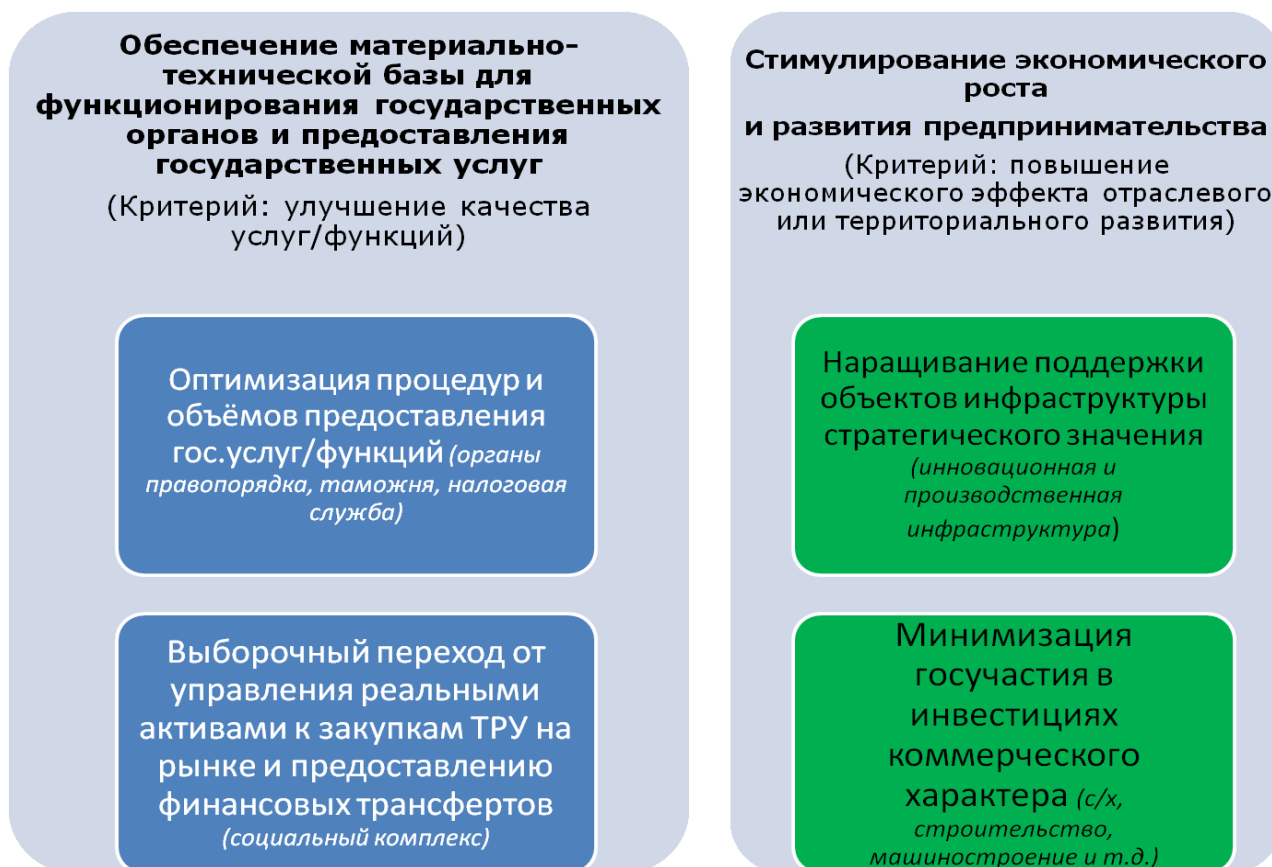 Обеспечение материально-
технической базы для
функционирования государственных
органов и предоставления
государственных услуг
(Критерий: улучшение качества
услуг/функций)
Оптимизация процедур и
объёмов предоставления
гос.услуг/функций (органы
правопорядка, таможня, налоговая
служба)
Выборочный переход от
управления реальными
активами к закупкам ТРУ на
рынке и предоставлению
финансовых трансфертов
(социальный комплекс)
Стимулирование экономического
роста
и развития предпринимательства
(Критерий: повышение
экономического эффекта отраслевого
или территориального развития)
Наращивание поддержки
объектов инфраструктуры
стратегического значения
(инновационная и
производственная
инфраструктура)
Минимизация
госучастия в
инвестициях
коммерческого
характера (с/х,
строительство,
машиностроение и т.д.)